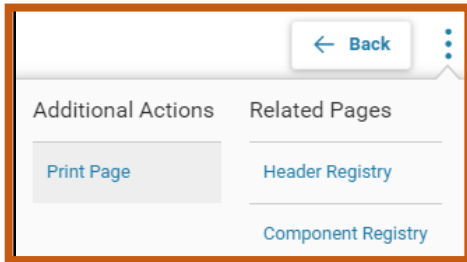 ← Back
Additional Actions
Related Pages
Print Page
Header Registry
Component Registry